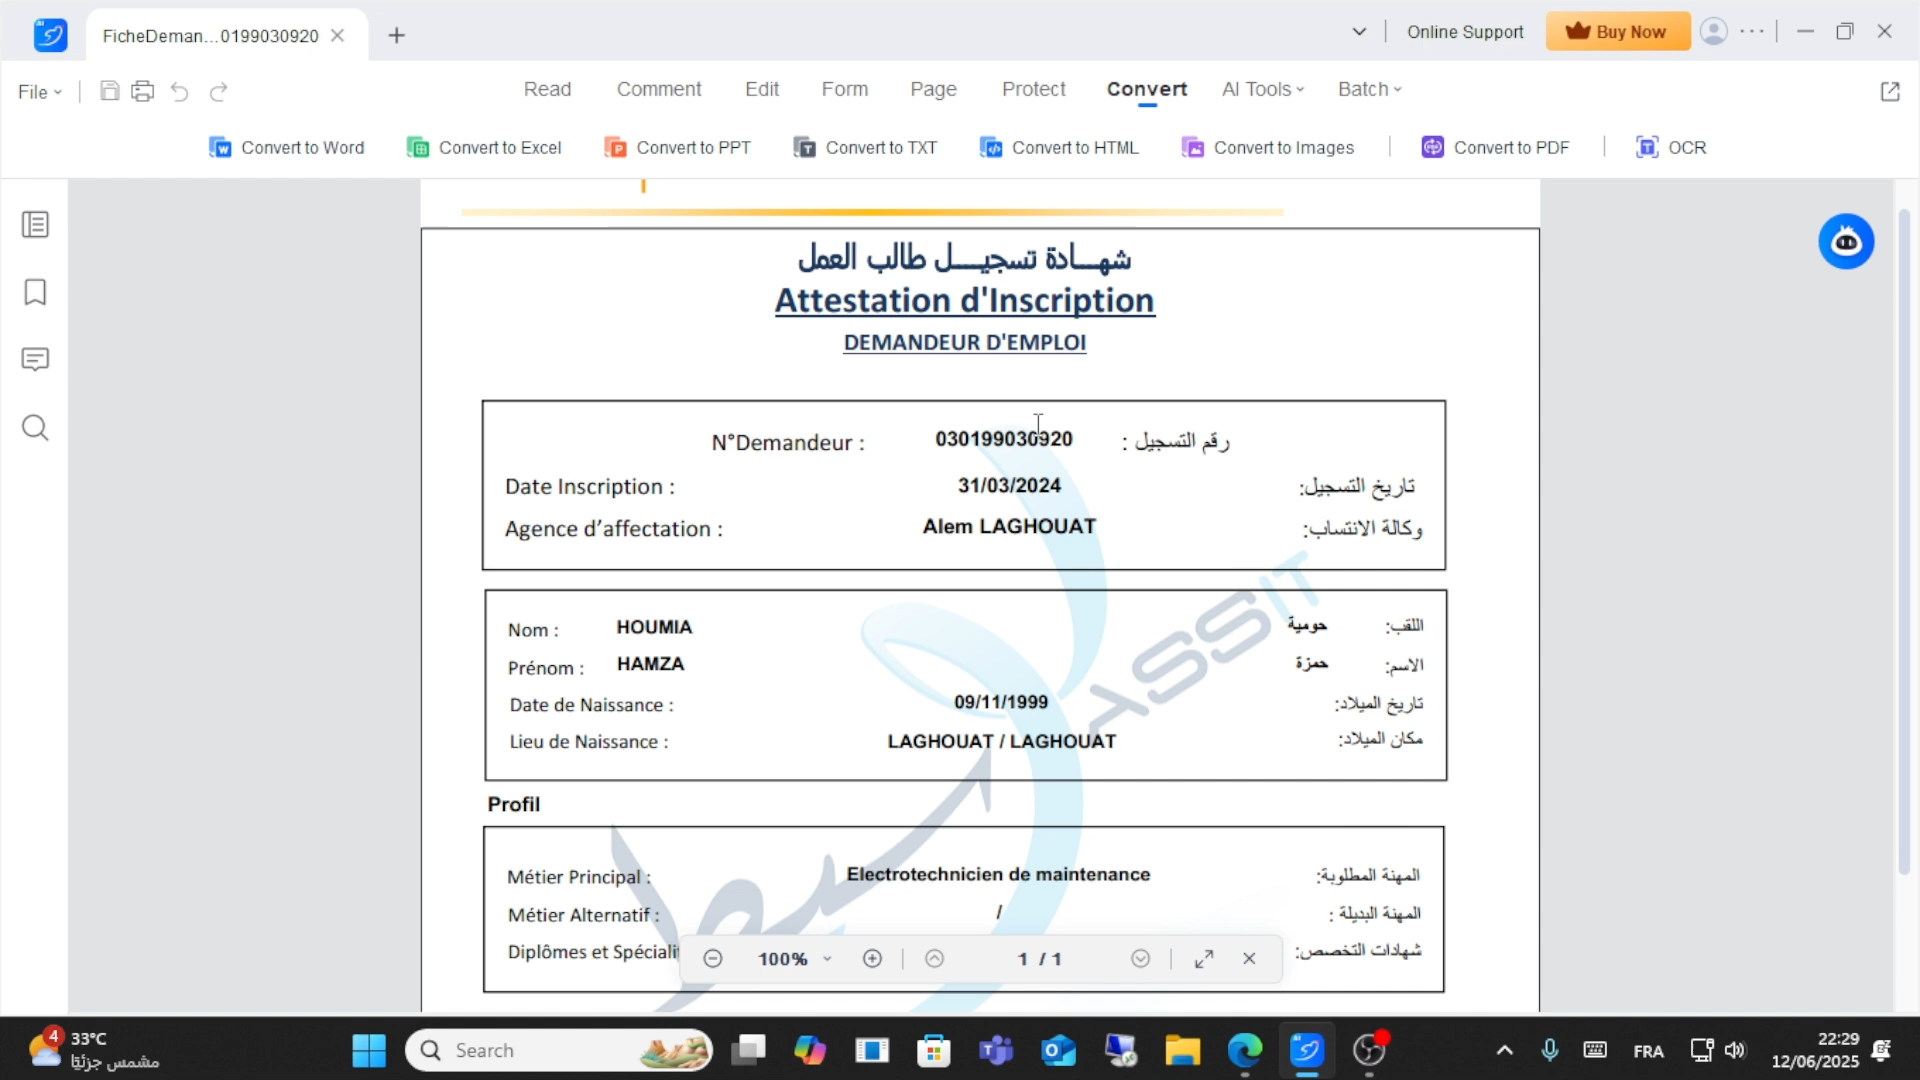 FicheDeman...0199030920
Online Support
Buy Now
File
Read
Comment
Edit
Form
Page
Protect
Convert
AI Tools
Batch
Convert to Word
Convert to Excel
Convert to PPT
Convert to TXT
Convert to HTML
Convert to Images
Convert to PDF
OCR
شهـــادة تسجيـــــل طالب العمل
Attestation d'Inscription
DEMANDEUR D'EMPLOI
N°Demandeur : 030199030920 رقم التسجيل :
Date Inscription : 31/03/2024 تاريخ التسجيل:
Agence d’affectation : Alem LAGHOUAT وكالة الانتساب:
Nom : HOUMIA حومية اللقب:
Prénom : HAMZA حمزة الاسم:
Date de Naissance : 09/11/1999 تاريخ الميلاد:
Lieu de Naissance : LAGHOUAT / LAGHOUAT مكان الميلاد:
ASSIT
Profil
Métier Principal : Electrotechnicien de maintenance المهنة المطلوبة:
Métier Alternatif : / المهنة البديلة :
Diplômes et Spécialit شهادات التخصص:
100%
1 / 1
4
33°C
مشمس جزئيًا
Search
FRA
22:29
12/06/2025